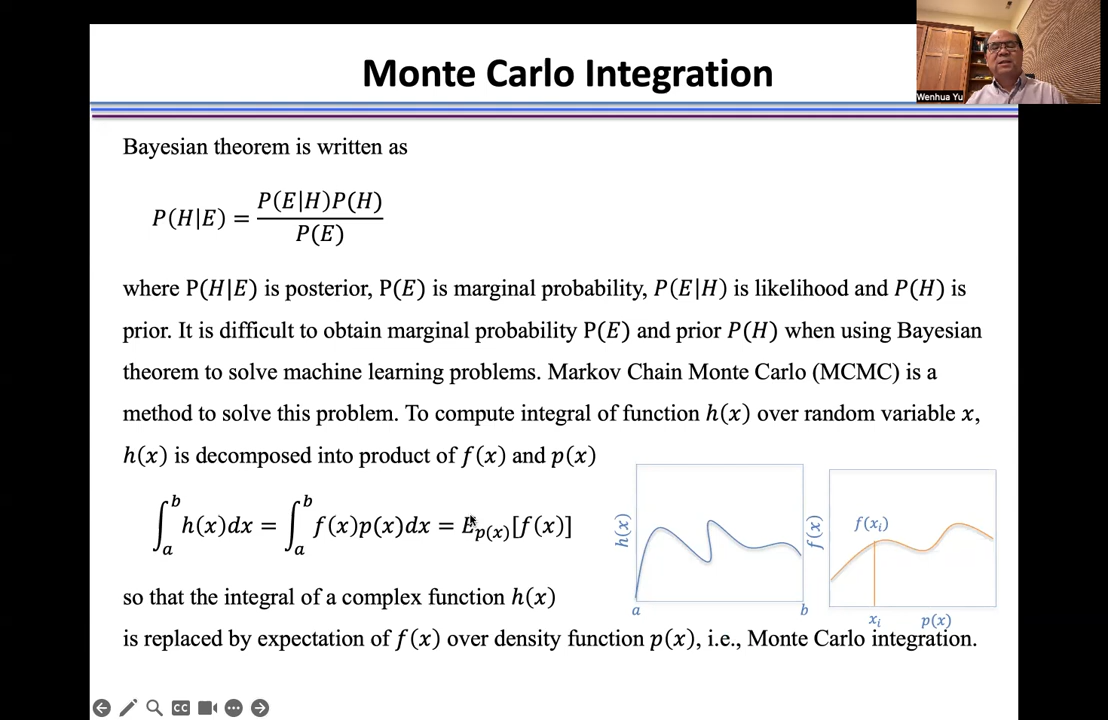 Monte Carlo Integration
Wenhua Yu
Bayesian theorem is written as
P(H|E) = P(E|H)P(H) / P(E)
where P(H|E) is posterior, P(E) is marginal probability, P(E|H) is likelihood and P(H) is
prior. It is difficult to obtain marginal probability P(E) and prior P(H) when using Bayesian
theorem to solve machine learning problems. Markov Chain Monte Carlo (MCMC) is a
method to solve this problem. To compute integral of function h(x) over random variable x,
h(x) is decomposed into product of f(x) and p(x)
∫_a^b h(x)dx = ∫_a^b f(x)p(x)dx = E_{p(x)}[f(x)]
h(x)
a
b
f(x)
f(x_i)
x_i
p(x)
so that the integral of a complex function h(x)
is replaced by expectation of f(x) over density function p(x), i.e., Monte Carlo integration.
CC